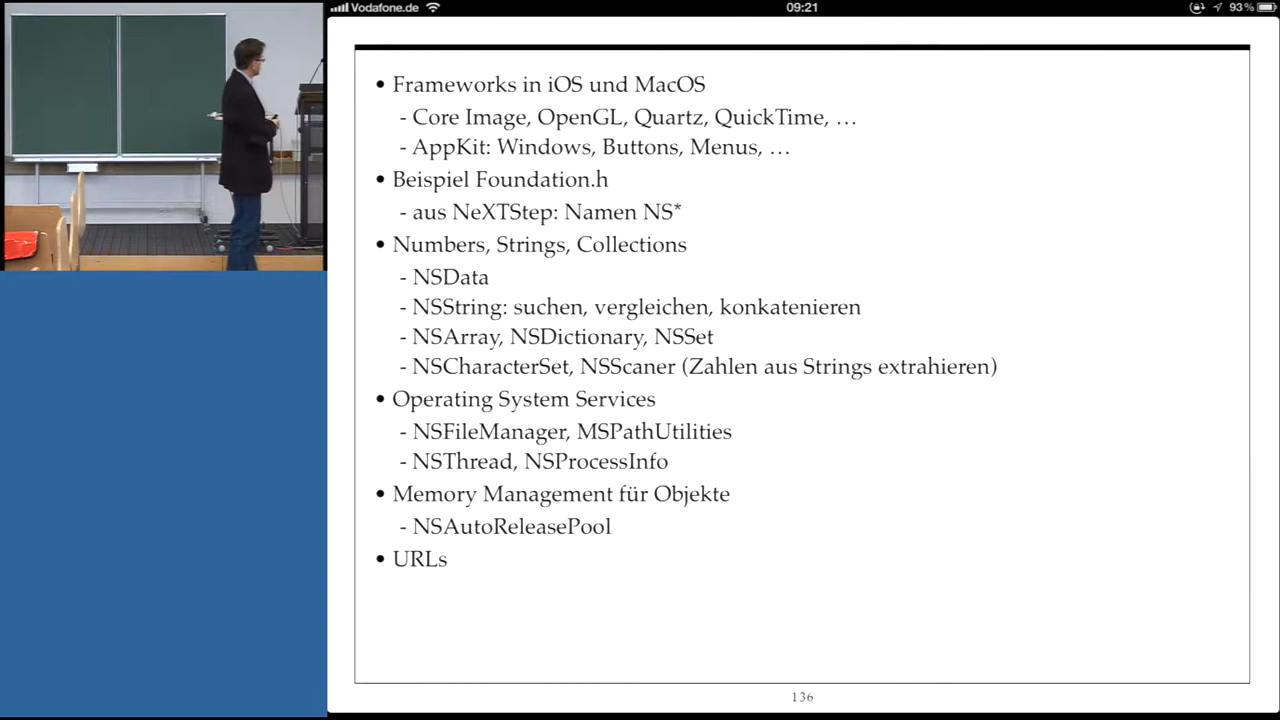 Vodafone.de
09:21
93%
• Frameworks in iOS und MacOS
- Core Image, OpenGL, Quartz, QuickTime, …
- AppKit: Windows, Buttons, Menus, …
• Beispiel Foundation.h
- aus NeXTStep: Namen NS*
• Numbers, Strings, Collections
- NSData
- NSString: suchen, vergleichen, konkatenieren
- NSArray, NSDictionary, NSSet
- NSCharacterSet, NSScaner (Zahlen aus Strings extrahieren)
• Operating System Services
- NSFileManager, MSPathUtilities
- NSThread, NSProcessInfo
• Memory Management für Objekte
- NSAutoReleasePool
• URLs
136